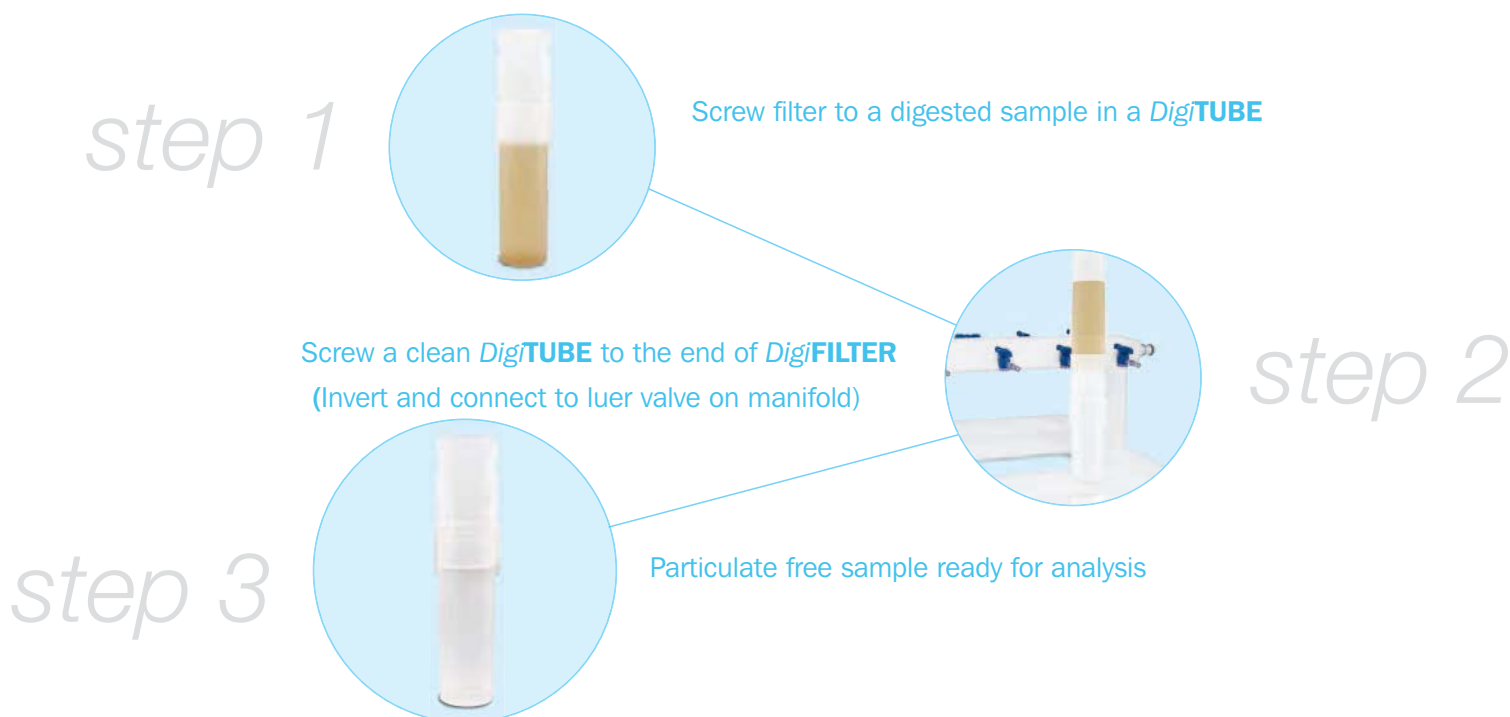 step 1
Screw filter to a digested sample in a DigiTUBE
Screw a clean DigiTUBE to the end of DigiFILTER
(Invert and connect to luer valve on manifold)
step 2
step 3
Particulate free sample ready for analysis